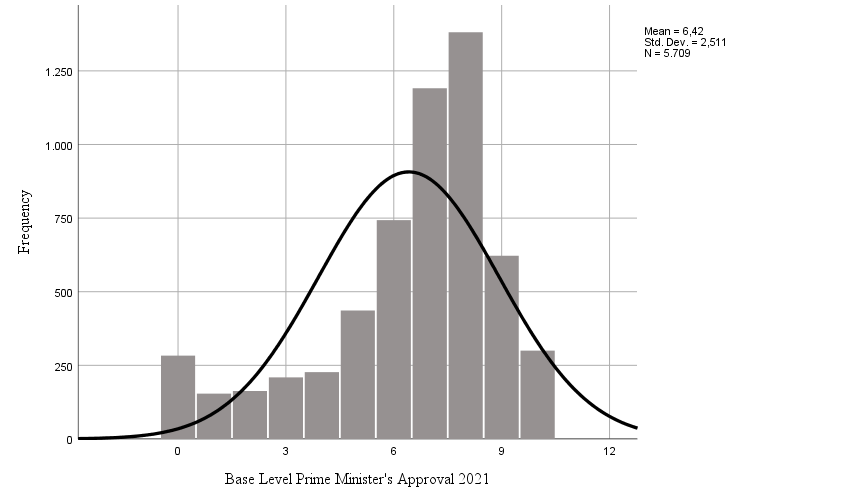 Mean = 6,42
Std. Dev. = 2,511
N = 5.709
1.250
1.000
750
500
250
0
Frequency
0 3 6 9 12
Base Level Prime Minister's Approval 2021